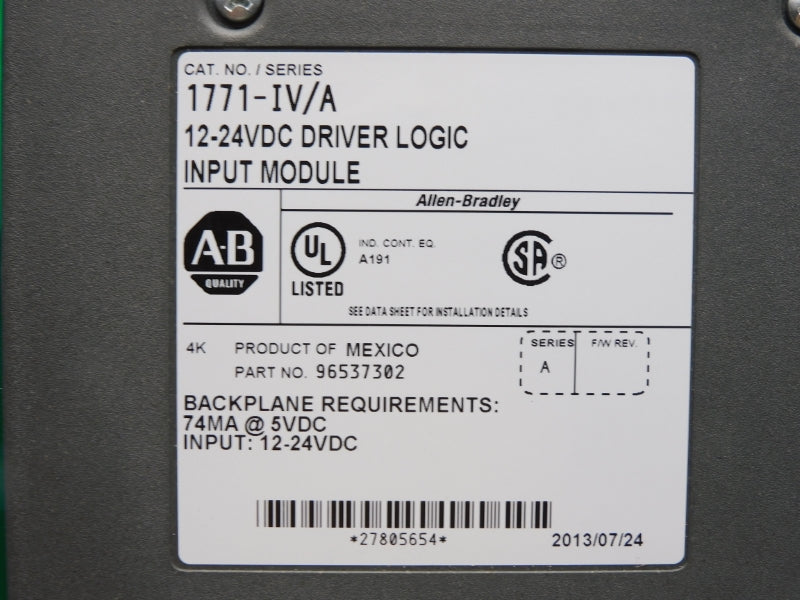 CAT. NO. / SERIES
1771-IV/A
12-24VDC DRIVER LOGIC
INPUT MODULE
Allen-Bradley
A-B
QUALITY
UL
LISTED
IND. CONT. EQ.
A191
SA ®
SEE DATA SHEET FOR INSTALLATION DETAILS
4K PRODUCT OF MEXICO
PART NO. 96537302
SERIES F/W REV.
A
BACKPLANE REQUIREMENTS:
74MA @ 5VDC
INPUT: 12-24VDC
*27805654*
2013/07/24